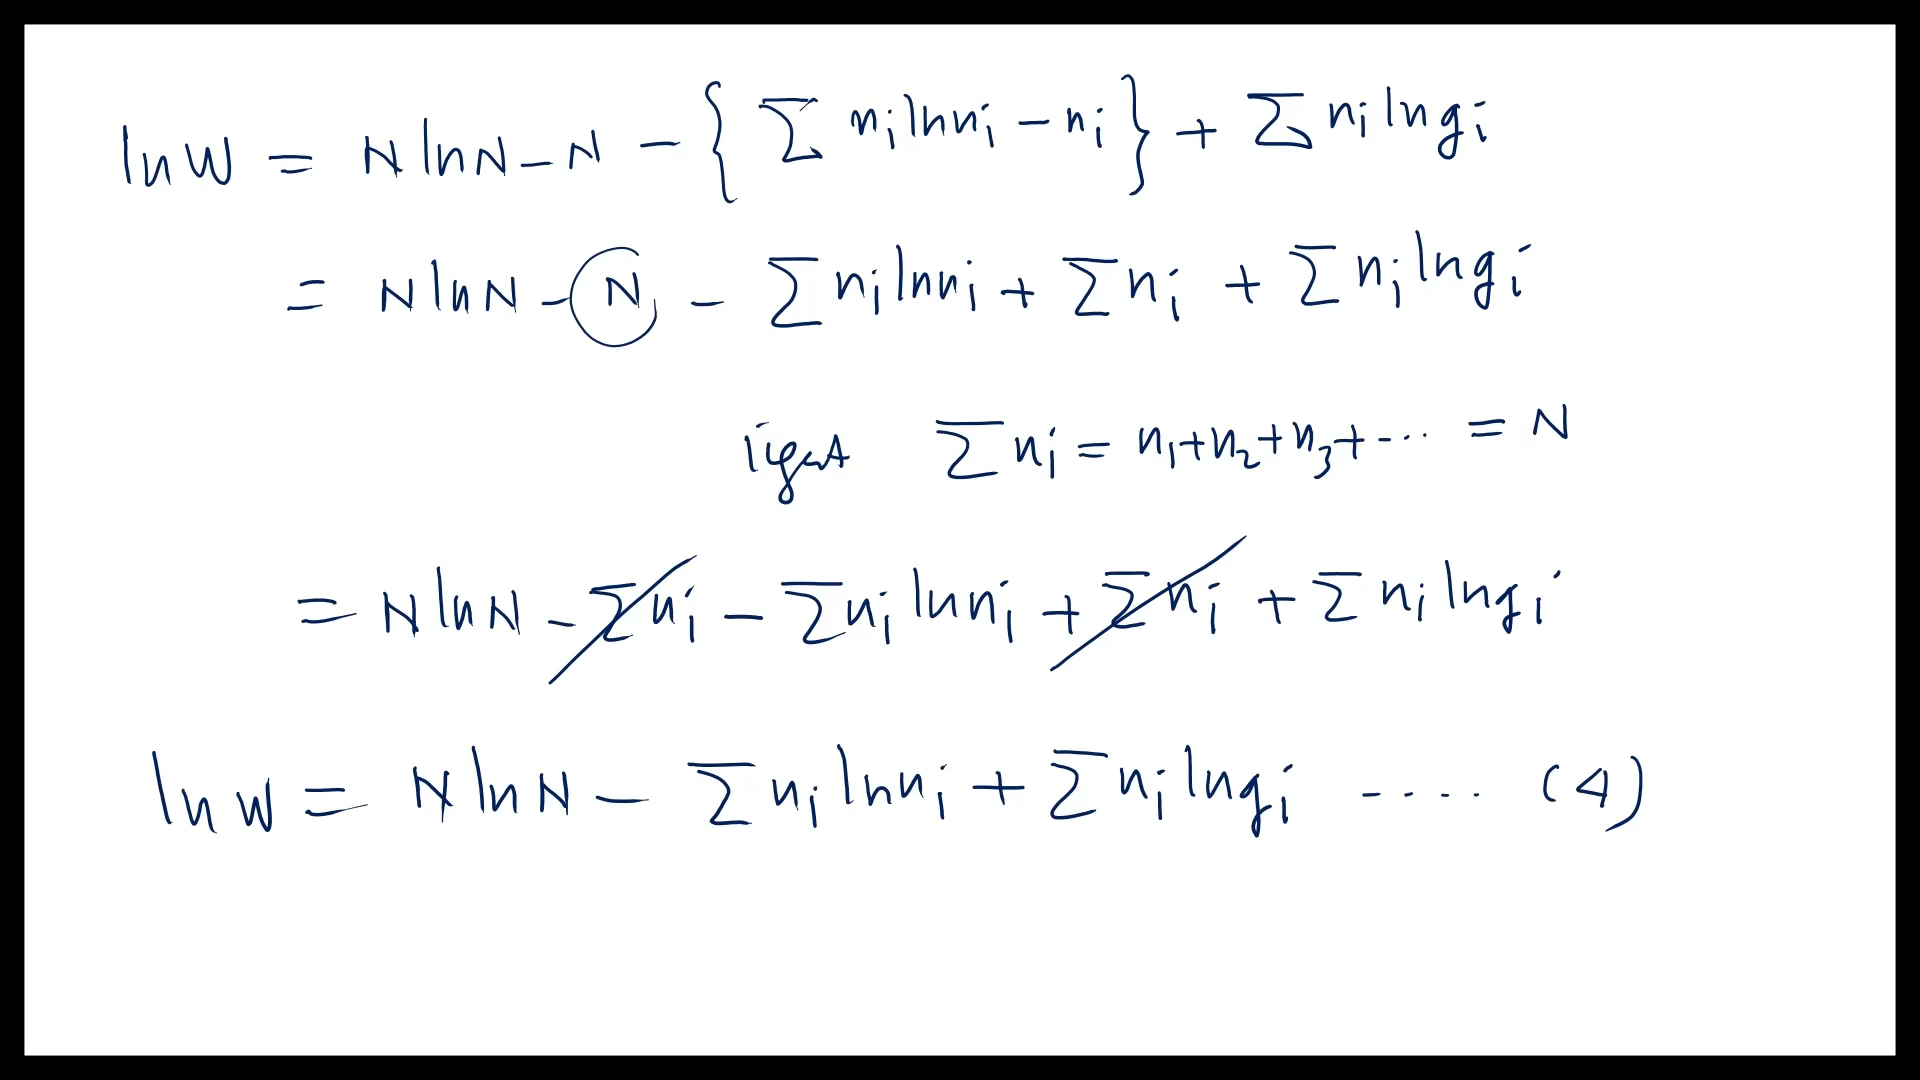 ln W = N ln N - N - { Σ nᵢ ln nᵢ - nᵢ } + Σ nᵢ ln gᵢ
= N ln N - N - Σ nᵢ ln nᵢ + Σ nᵢ + Σ nᵢ ln gᵢ
ingat Σ nᵢ = n₁ + n₂ + n₃ + .... = N
= N ln N - Σ nᵢ - Σ nᵢ ln nᵢ + Σ nᵢ + Σ nᵢ ln gᵢ
ln W = N ln N - Σ nᵢ ln nᵢ + Σ nᵢ ln gᵢ .... (4)